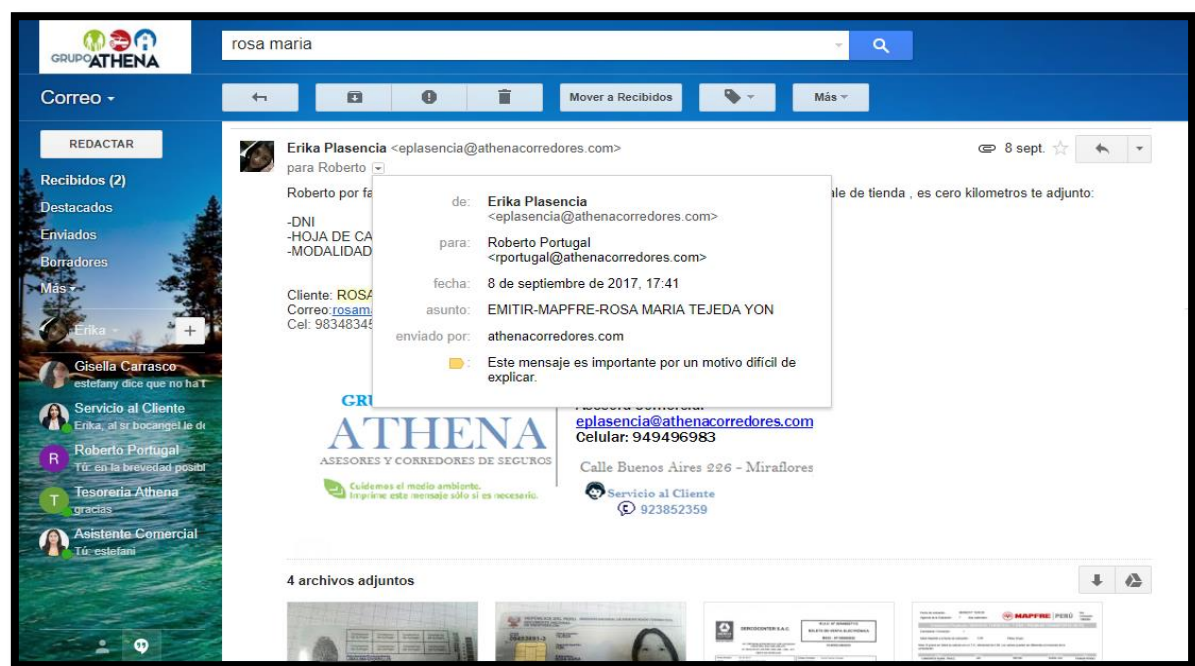 GRUPO ATHENA
rosa maria
Correo
Mover a Recibidos
Más
REDACTAR
Recibidos (2)
Destacados
Enviados
Borradores
Más
Erika
+
Gisella Carrasco
estefany dice que no ha
Servicio al Cliente
Erika, al sr bocangel le
Roberto Portugal
Tú: en la brevedad posibl
Tesoreria Athena
gracias
Asistente Comercial
Tú: estefani
Erika Plasencia <eplasencia@athenacorredores.com>
8 sept.
para Roberto
Roberto por
de tienda , es cero kilometros te adjunto:
-DNI
-HOJA DE
-MODALIDAD
Cliente: ROSA
Cel: 98348345
de: Erika Plasencia
<eplasencia@athenacorredores.com>
para: Roberto Portugal
<rportugal@athenacorredores.com>
fecha: 8 de septiembre de 2017, 17:41
asunto: EMITIR-MAPFRE-ROSA MARIA TEJEDA YON
enviado por: athenacorredores.com
Este mensaje es importante por un motivo difícil de
explicar.
ATHENA
ASESORES Y CORREDORES DE SEGUROS
Cuidemos el medio ambiente.
Imprime este mensaje sólo si es necesario.
Asesora Comercial
eplasencia@athenacorredores.com
Celular: 949496983
Calle Buenos Aires 226 - Miraflores
Servicio al Cliente
923852359
4 archivos adjuntos
MAPFRE PERÚ